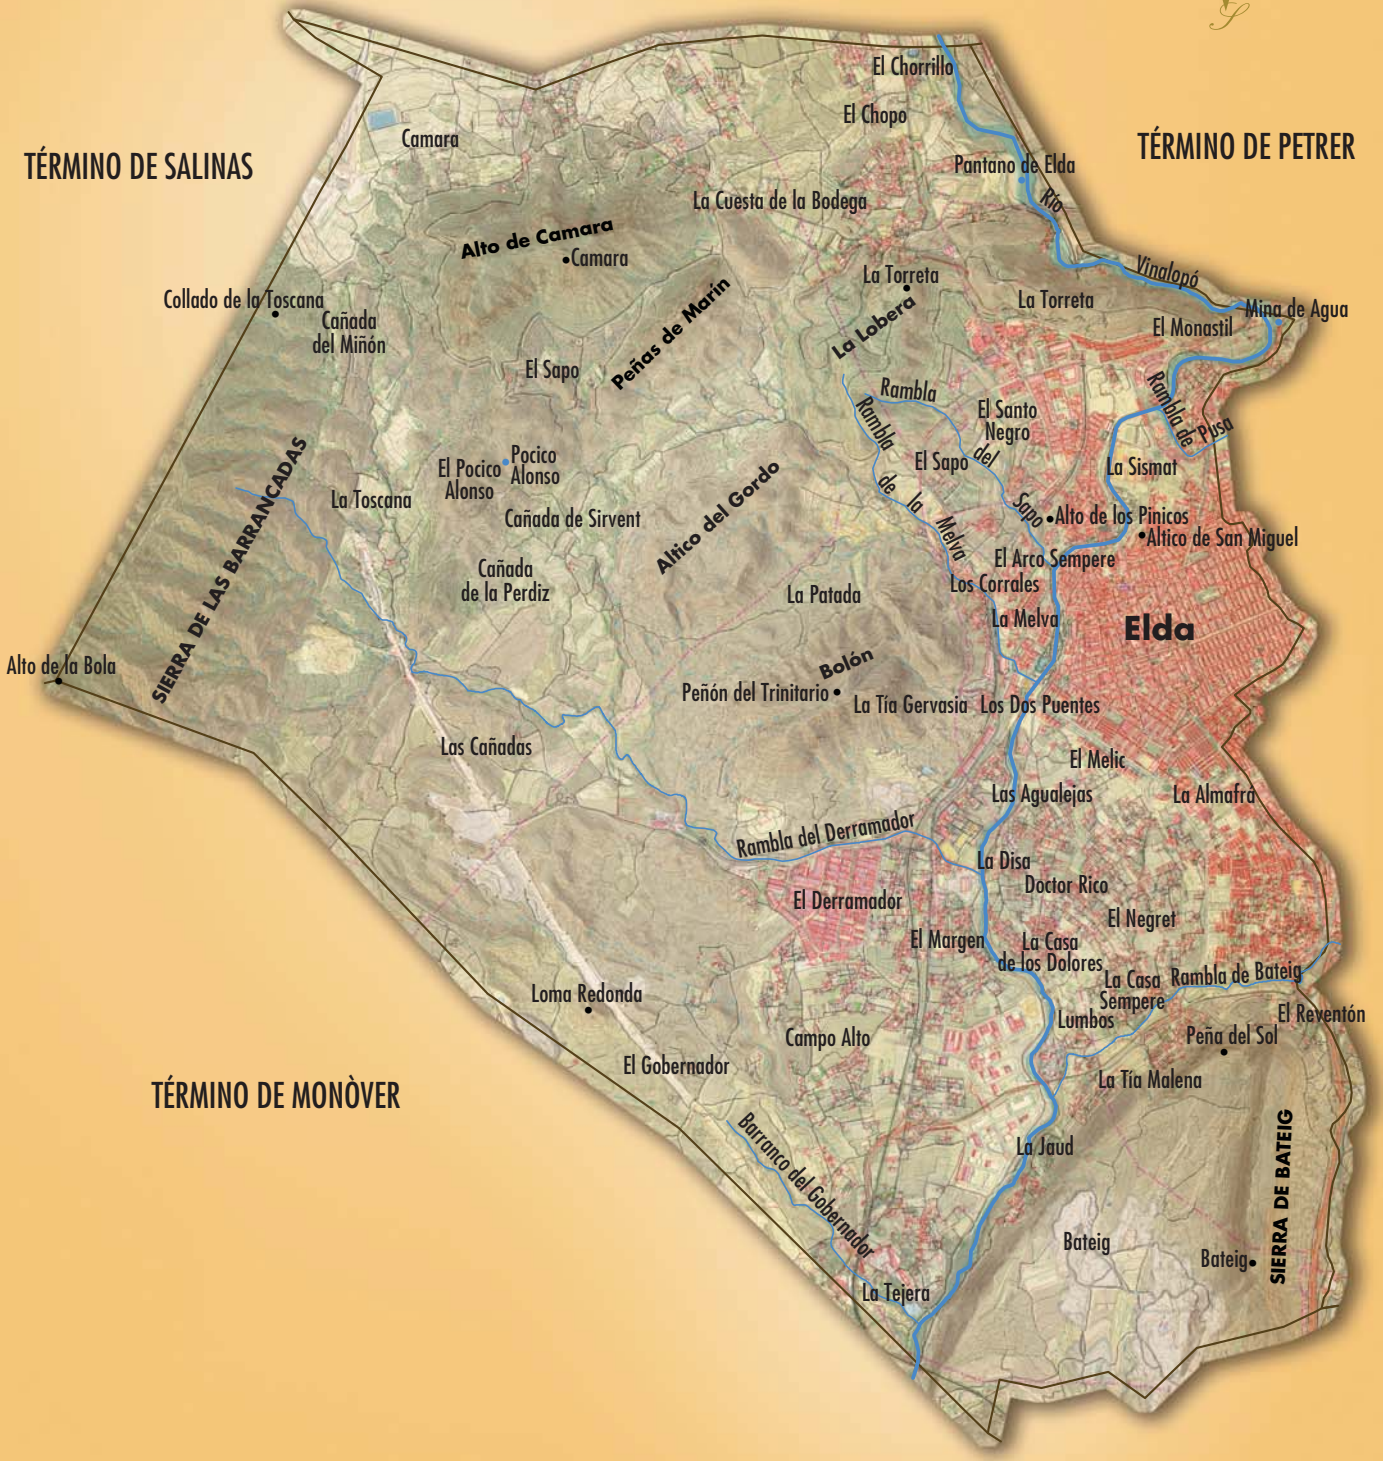 El Chorrillo
El Chopo
Camara
TÉRMINO DE PETRER
TÉRMINO DE SALINAS
Pantano de Elda
La Cuesta de la Bodega
Río
Vinalopó
Alto de Camara
Camara
La Torreta
La Lobera
La Torreta
Mina de Agua
El Monastil
Collado de la Toscana
Cañada
del Miñón
Peñas de Marín
El Sapo
Rambla
del
Sapo
Rambla
de la
Melva
El Santo
Negro
Rambla de
Pusa
El Sapo
La Sismat
El Pocico
Alonso
Pocico
Alonso
La Toscana
Cañada de Sirvent
Altico del Gordo
Alto de los Pinicos
Altico de San Miguel
El Arco Sempere
SIERRA DE LAS BARRANCADAS
Cañada
de la Perdiz
La Patada
Los Corrales
La Melva
Elda
Alto de la Bola
Bolón
Peñón del Trinitario
La Tía Gervasia
Los Dos Puentes
Las Cañadas
El Melic
Las Agualejas
La Almafrá
Rambla del Derramador
La Disa
Doctor Rico
El Derramador
El Negret
El Margen
La Casa
de los Dolores
La Casa
Sempere
Rambla de Bateig
Loma Redonda
Lumbos
El Reventón
Peña del Sol
Campo Alto
El Gobernador
La Tía Malena
TÉRMINO DE MONÒVER
Barranco del Gobernador
La Jaud
SIERRA DE BATEIG
Bateig
Bateig
La Tejera